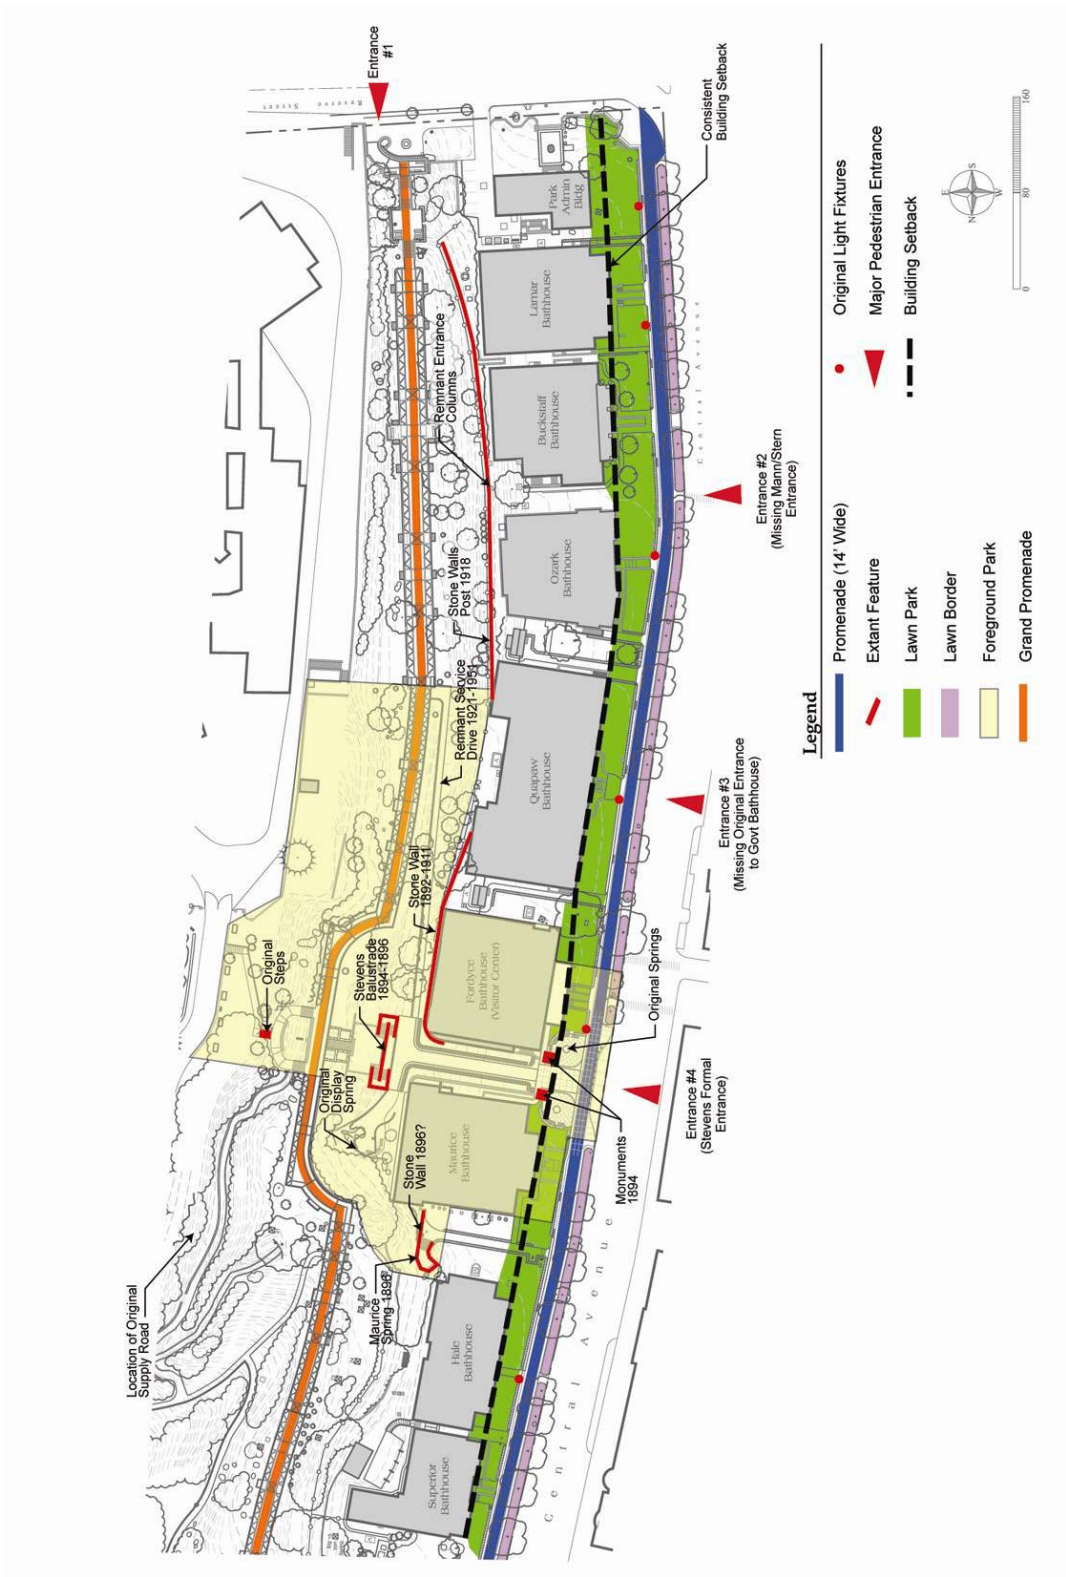 Location of Original
Supply Road
Original
Steps
Original
Display
Spring
Stevens
Balustrade
1894-1896
Stone Wall
1892-1911
Remnant Service
Drive 1921-1951
Stone Walls
Post 1918
Remnant Entrance
Columns
Entrance
#1
Reserve Street
Maurice
Spring 1896
Stone
Wall 1896?
Superior
Bathhouse
Hale
Bathhouse
Maurice
Bathhouse
Fordyce
Bathhouse
(Visitor Center)
Quapaw
Bathhouse
Ozark
Bathhouse
Buckstaff
Bathhouse
Lamar
Bathhouse
Park
Admin
Bldg
Consistent
Building Setback
Central Avenue
Central Avenue
Monuments
1894
Original Springs
Entrance #4
(Stevens Formal
Entrance)
Entrance #3
(Missing Original Entrance
to Govt Bathhouse)
Entrance #2
(Missing Mann/Stern
Entrance)
Legend
Promenade (14' Wide)
Extant Feature
Lawn Park
Lawn Border
Foreground Park
Grand Promenade
Original Light Fixtures
Major Pedestrian Entrance
Building Setback
N
E
S
W
0
80
160